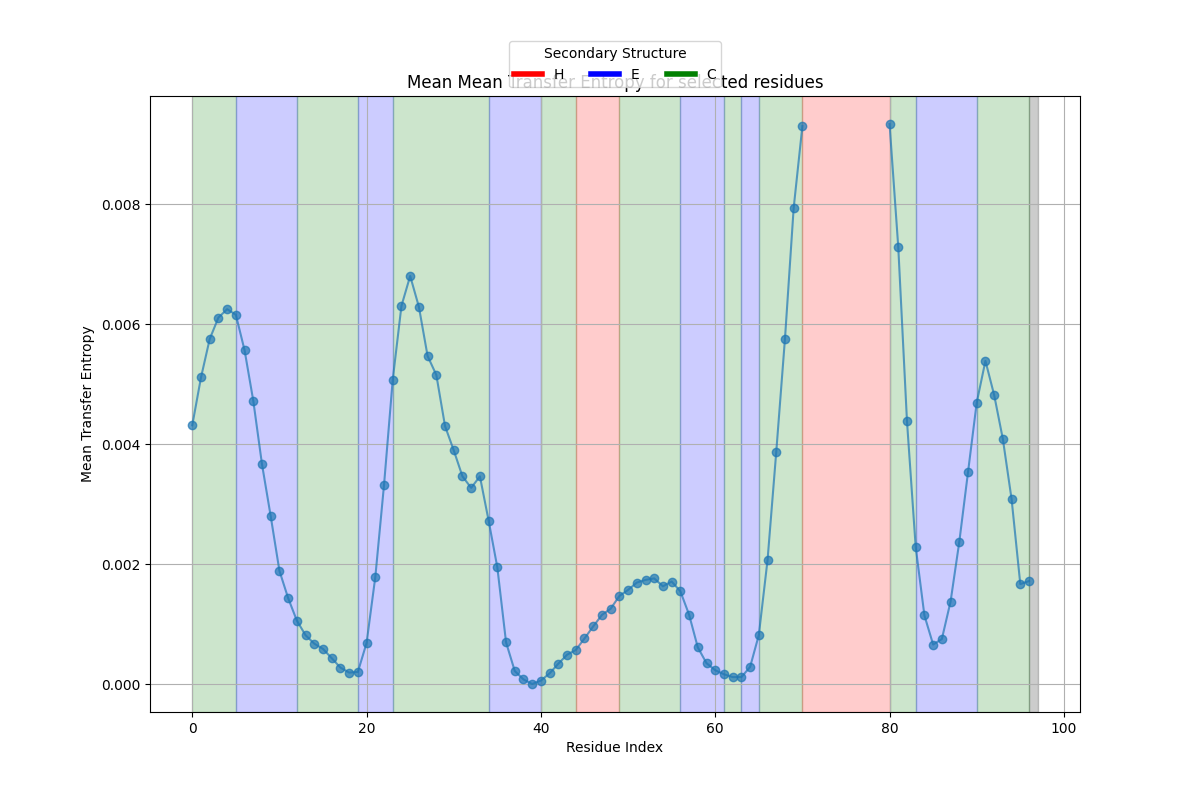 Secondary Structure
H E C
Mean Mean Transfer Entropy for selected residues
0.008
0.006
0.004
0.002
0.000
Mean Transfer Entropy
0 20 40 60 80 100
Residue Index